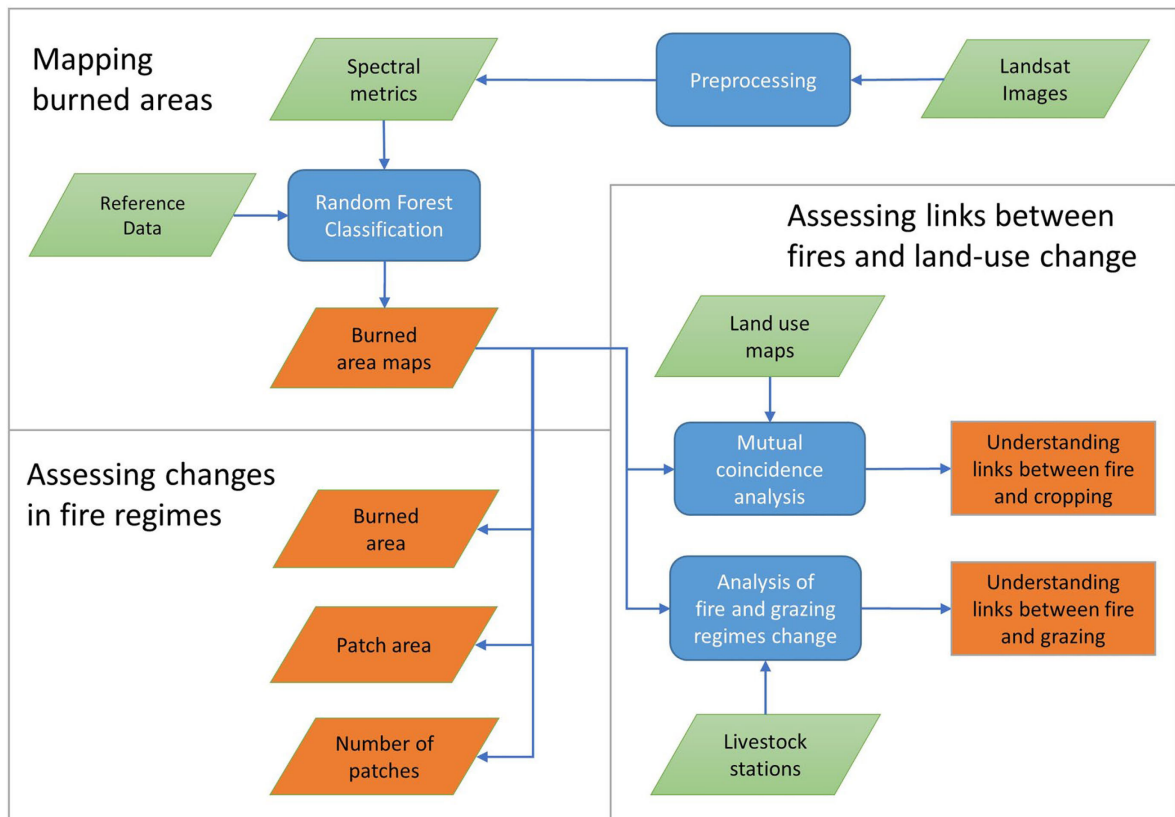 Mapping
burned areas
Spectral
metrics
Preprocessing
Landsat
Images
Reference
Data
Random Forest
Classification
Burned
area maps
Assessing links between
fires and land-use change
Land use
maps
Mutual
coincidence
analysis
Understanding
links between fire
and cropping
Analysis of
fire and grazing
regimes change
Understanding
links between fire
and grazing
Livestock
stations
Assessing changes
in fire regimes
Burned
area
Patch area
Number of
patches